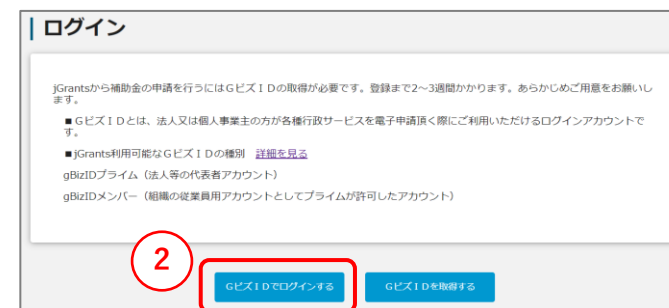 ログイン
jGrantsから補助金の申請を行うにはGビズIDの取得が必要です。登録まで2～3週間かかります。あらかじめご用意をお願いし
ます。
■GビズIDとは、法人又は個人事業主の方が各種行政サービスを電子申請頂く際にご利用いただけるログインアカウントで
す。
■jGrants利用可能なGビズIDの種別 詳細を見る
gBizIDプライム（法人等の代表者アカウント）
gBizIDメンバー（組織の従業員用アカウントとしてプライムが許可したアカウント）
2
GビズIDでログインする GビズIDを取得する